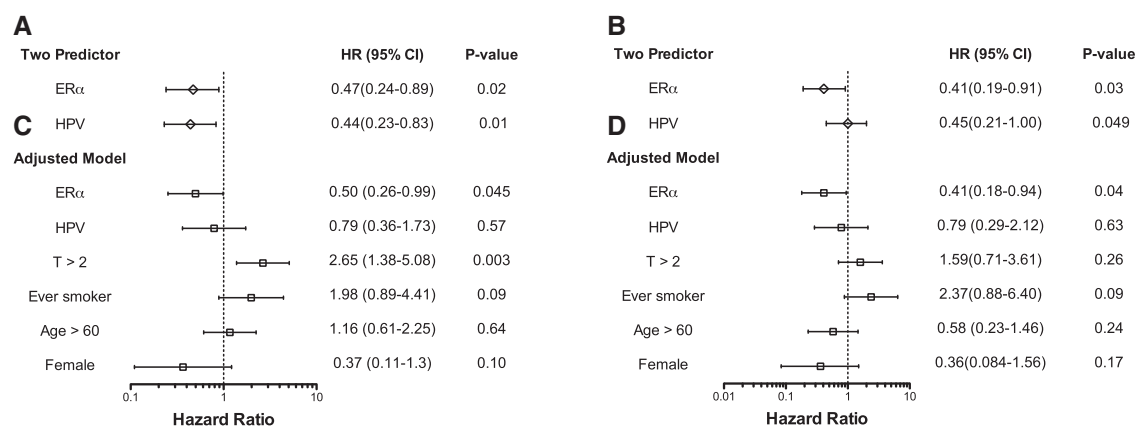 A
Two Predictor HR (95% CI) P-value
ERα 0.47(0.24-0.89) 0.02
HPV 0.44(0.23-0.83) 0.01
C
Adjusted Model
ERα 0.50 (0.26-0.99) 0.045
HPV 0.79 (0.36-1.73) 0.57
T > 2 2.65 (1.38-5.08) 0.003
Ever smoker 1.98 (0.89-4.41) 0.09
Age > 60 1.16 (0.61-2.25) 0.64
Female 0.37 (0.11-1.3) 0.10
0.1 1 10
Hazard Ratio
B
Two Predictor HR (95% CI) P-value
ERα 0.41(0.19-0.91) 0.03
HPV 0.45(0.21-1.00) 0.049
D
Adjusted Model
ERα 0.41(0.18-0.94) 0.04
HPV 0.79 (0.29-2.12) 0.63
T > 2 1.59(0.71-3.61) 0.26
Ever smoker 2.37(0.88-6.40) 0.09
Age > 60 0.58 (0.23-1.46) 0.24
Female 0.36(0.084-1.56) 0.17
0.01 0.1 1 10
Hazard Ratio